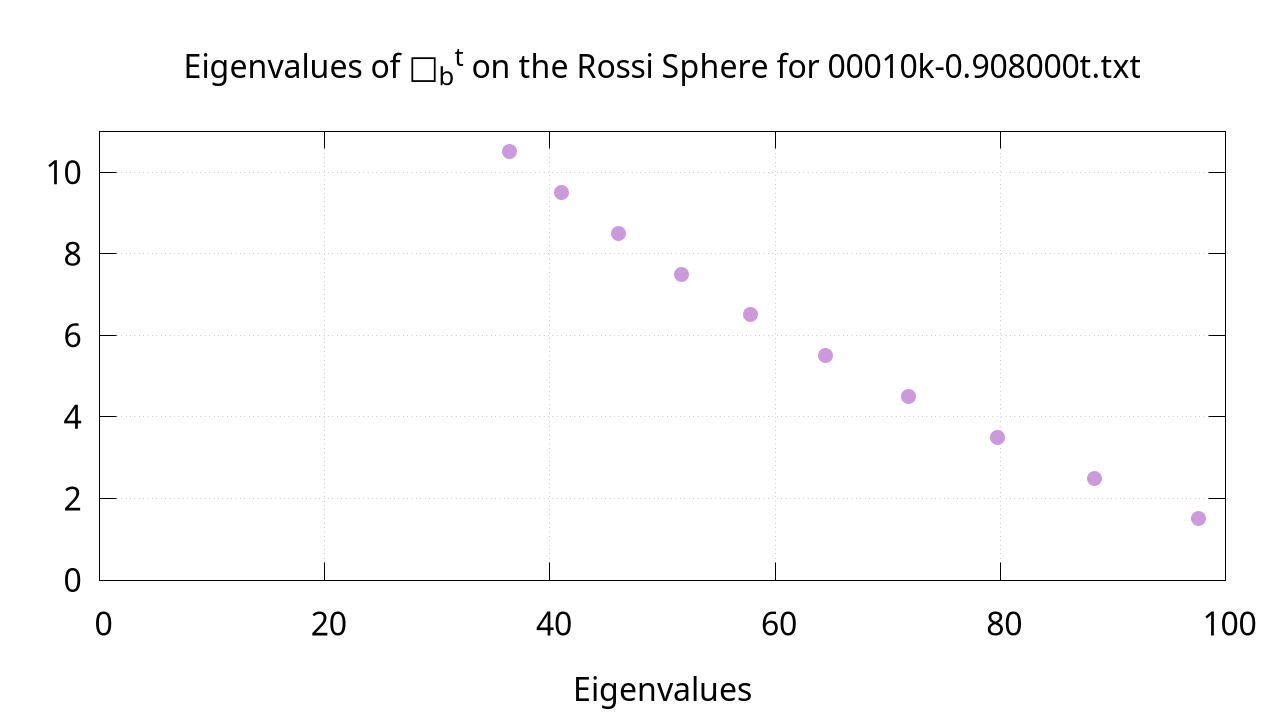 Eigenvalues of □_b^t on the Rossi Sphere for 00010k-0.908000t.txt
10
8
6
4
2
0
0 20 40 60 80 100
Eigenvalues